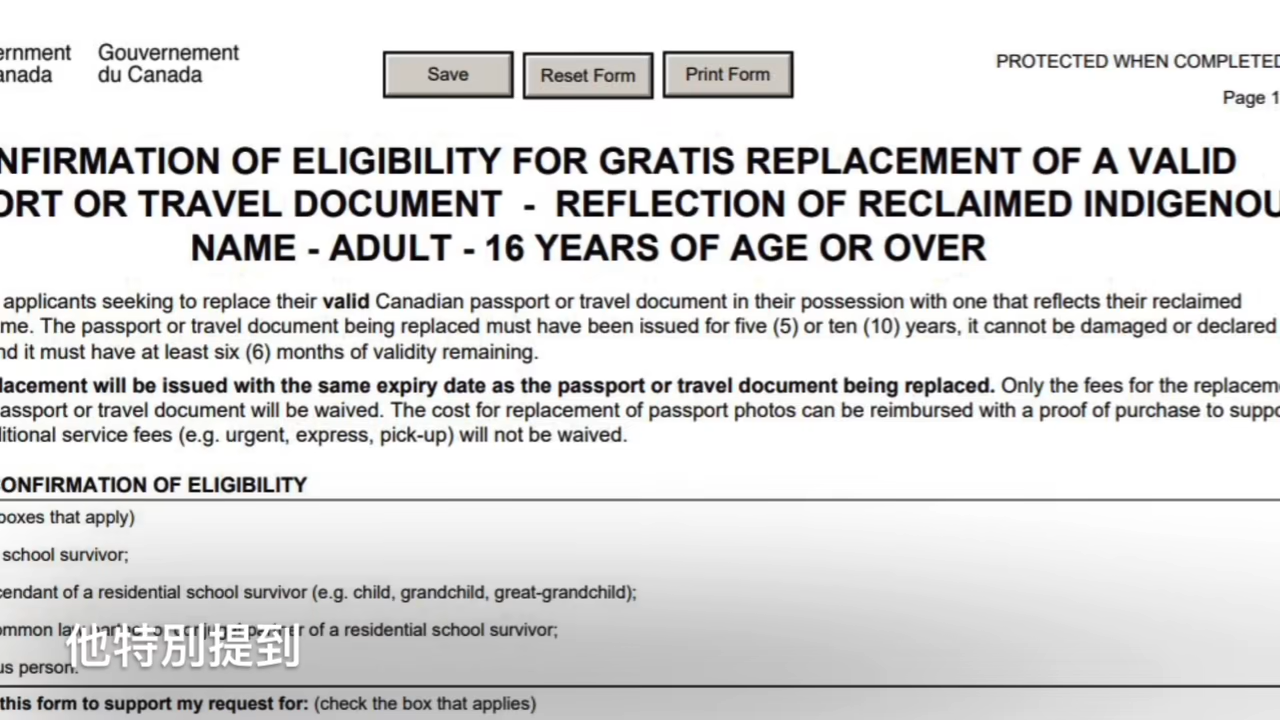 ernment Gouvernement
anada du Canada
Save
Reset Form
Print Form
PROTECTED WHEN COMPLETED
Page 1
NFIRMATION OF ELIGIBILITY FOR GRATIS REPLACEMENT OF A VALID
ORT OR TRAVEL DOCUMENT - REFLECTION OF RECLAIMED INDIGENOU
NAME - ADULT - 16 YEARS OF AGE OR OVER
applicants seeking to replace their valid Canadian passport or travel document in their possession with one that reflects their reclaimed
me. The passport or travel document being replaced must have been issued for five (5) or ten (10) years, it cannot be damaged or declared
nd it must have at least six (6) months of validity remaining.
lacement will be issued with the same expiry date as the passport or travel document being replaced. Only the fees for the replaceme
assport or travel document will be waived. The cost for replacement of passport photos can be reimbursed with a proof of purchase to suppo
litional service fees (e.g. urgent, express, pick-up) will not be waived.
ONFIRMATION OF ELIGIBILITY
boxes that apply)
school survivor;
cendant of a residential school survivor (e.g. child, grandchild, great-grandchild);
ommon law partner or conjugal partner of a residential school survivor;
us person.
他特別提到
this form to support my request for: (check the box that applies)